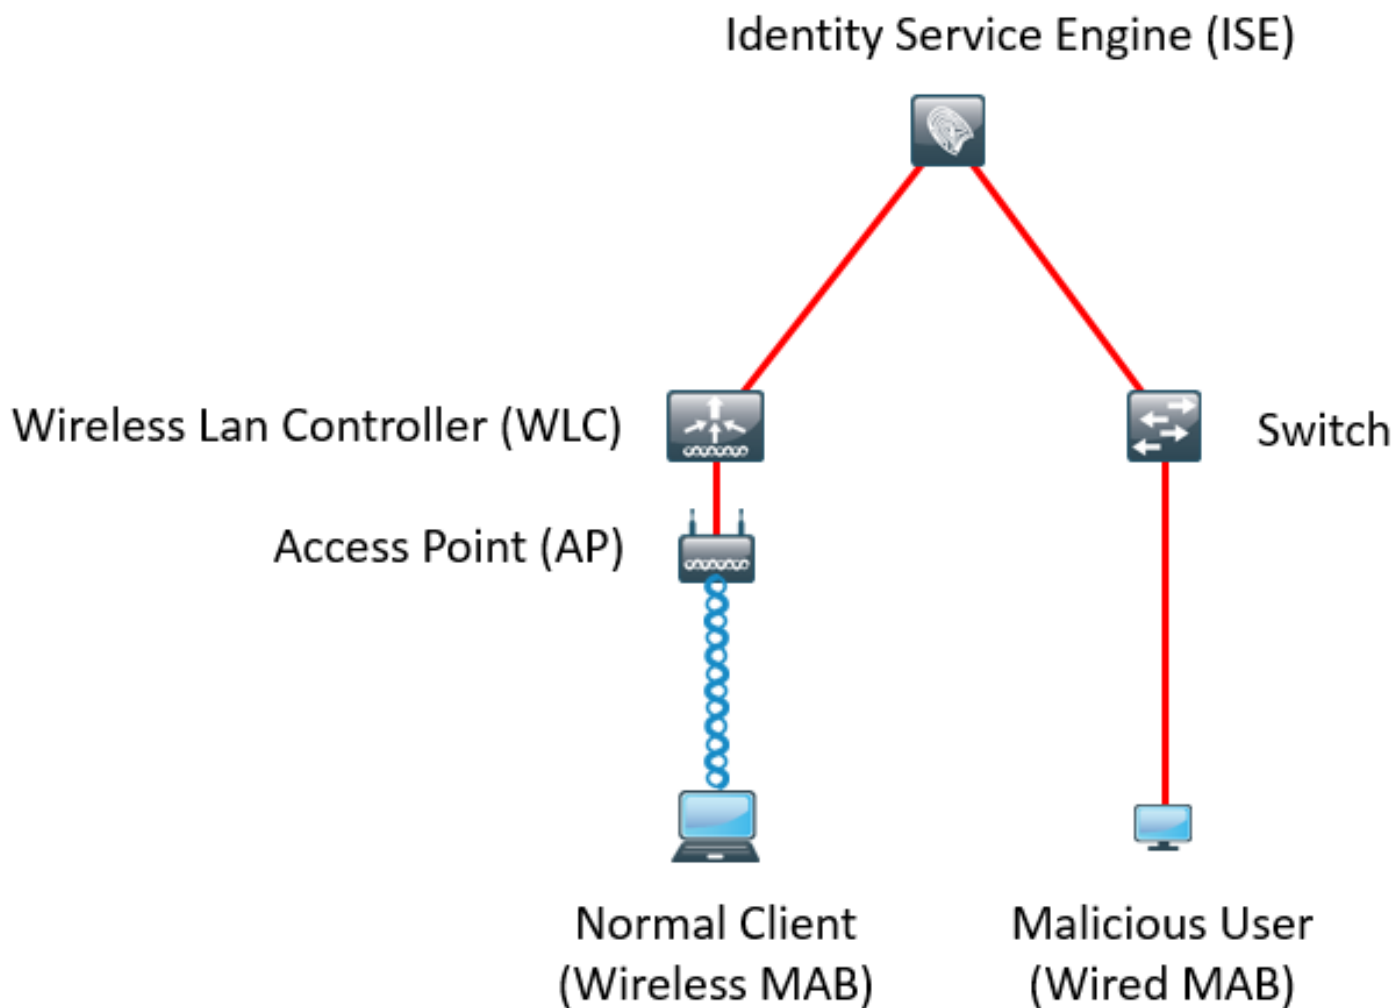 Identity Service Engine (ISE)
Wireless Lan Controller (WLC)
Switch
Access Point (AP)
Normal Client
(Wireless MAB)
Malicious User
(Wired MAB)